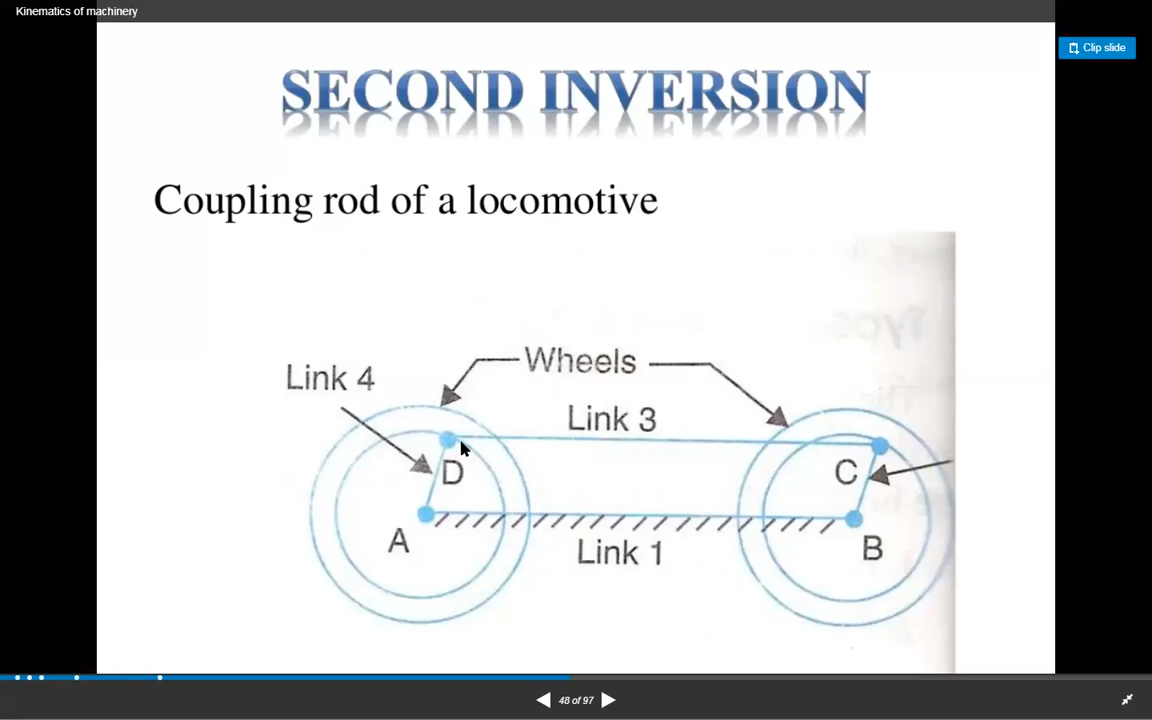 Kinematics of machinery
Clip slide
SECOND INVERSION
Coupling rod of a locomotive
Wheels
Link 4
Link 3
D
C
A
Link 1
B
48 of 97